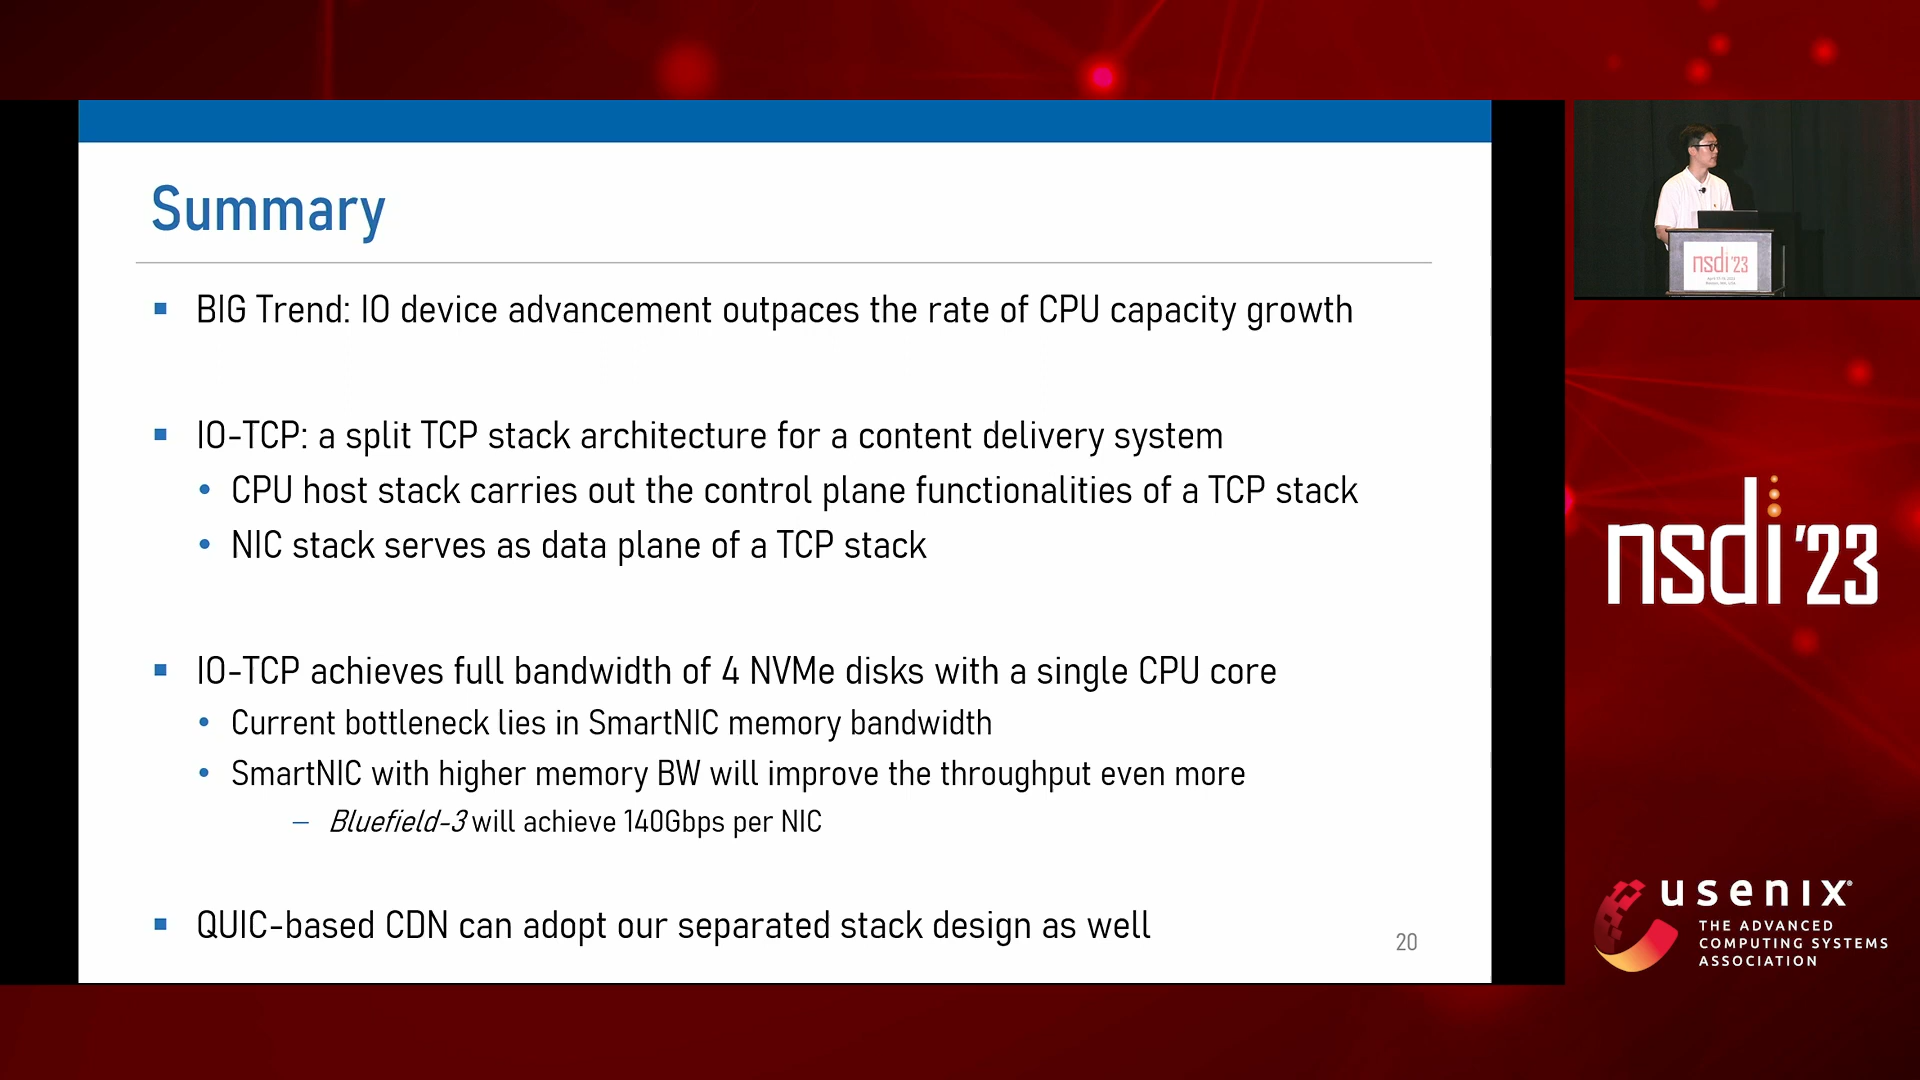 Summary
BIG Trend: IO device advancement outpaces the rate of CPU capacity growth
IO-TCP: a split TCP stack architecture for a content delivery system
CPU host stack carries out the control plane functionalities of a TCP stack
NIC stack serves as data plane of a TCP stack
IO-TCP achieves full bandwidth of 4 NVMe disks with a single CPU core
Current bottleneck lies in SmartNIC memory bandwidth
SmartNIC with higher memory BW will improve the throughput even more
– Bluefield-3 will achieve 140Gbps per NIC
QUIC-based CDN can adopt our separated stack design as well
20
nsdi '23
nsdi '23
usenix®
THE ADVANCED
COMPUTING SYSTEMS
ASSOCIATION